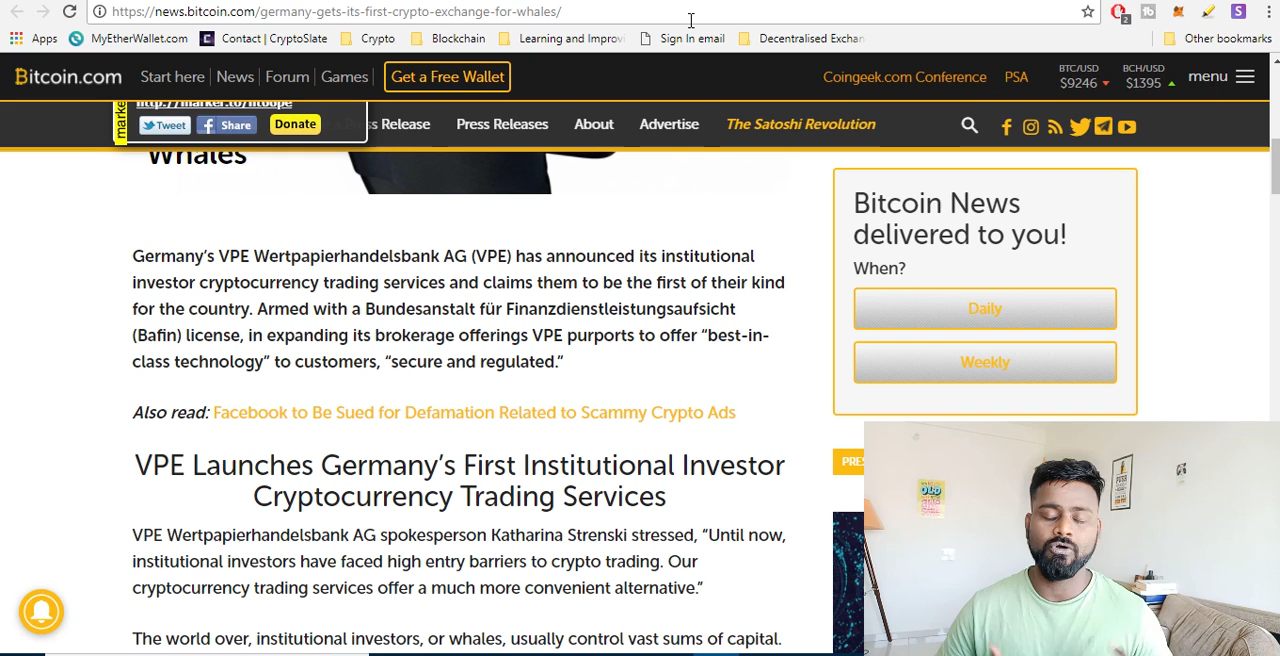 https://news.bitcoin.com/germany-gets-its-first-crypto-exchange-for-whales/
2
S
Apps MyEtherWallet.com Contact | CryptoSlate Crypto Blockchain Learning and Improvi Sign In email Decentralised Exchan Other bookmarks
Bitcoin.com Start here News Forum Games Get a Free Wallet Coingeek.com Conference PSA BTC/USD $9246 BCH/USD $1395 menu
marke
Tweet Share Donate
Press Release Press Releases About Advertise The Satoshi Revolution
Whales
Germany's VPE Wertpapierhandelsbank AG (VPE) has announced its institutional
investor cryptocurrency trading services and claims them to be the first of their kind
for the country. Armed with a Bundesanstalt für Finanzdienstleistungsaufsicht
(Bafin) license, in expanding its brokerage offerings VPE purports to offer “best-in-
class technology” to customers, “secure and regulated.”
Also read: Facebook to Be Sued for Defamation Related to Scammy Crypto Ads
VPE Launches Germany's First Institutional Investor
Cryptocurrency Trading Services
VPE Wertpapierhandelsbank AG spokesperson Katharina Strenski stressed, “Until now,
institutional investors have faced high entry barriers to crypto trading. Our
cryptocurrency trading services offer a much more convenient alternative.”
The world over, institutional investors, or whales, usually control vast sums of capital.
Bitcoin News
delivered to you!
When?
Daily
Weekly
PRES
OLD